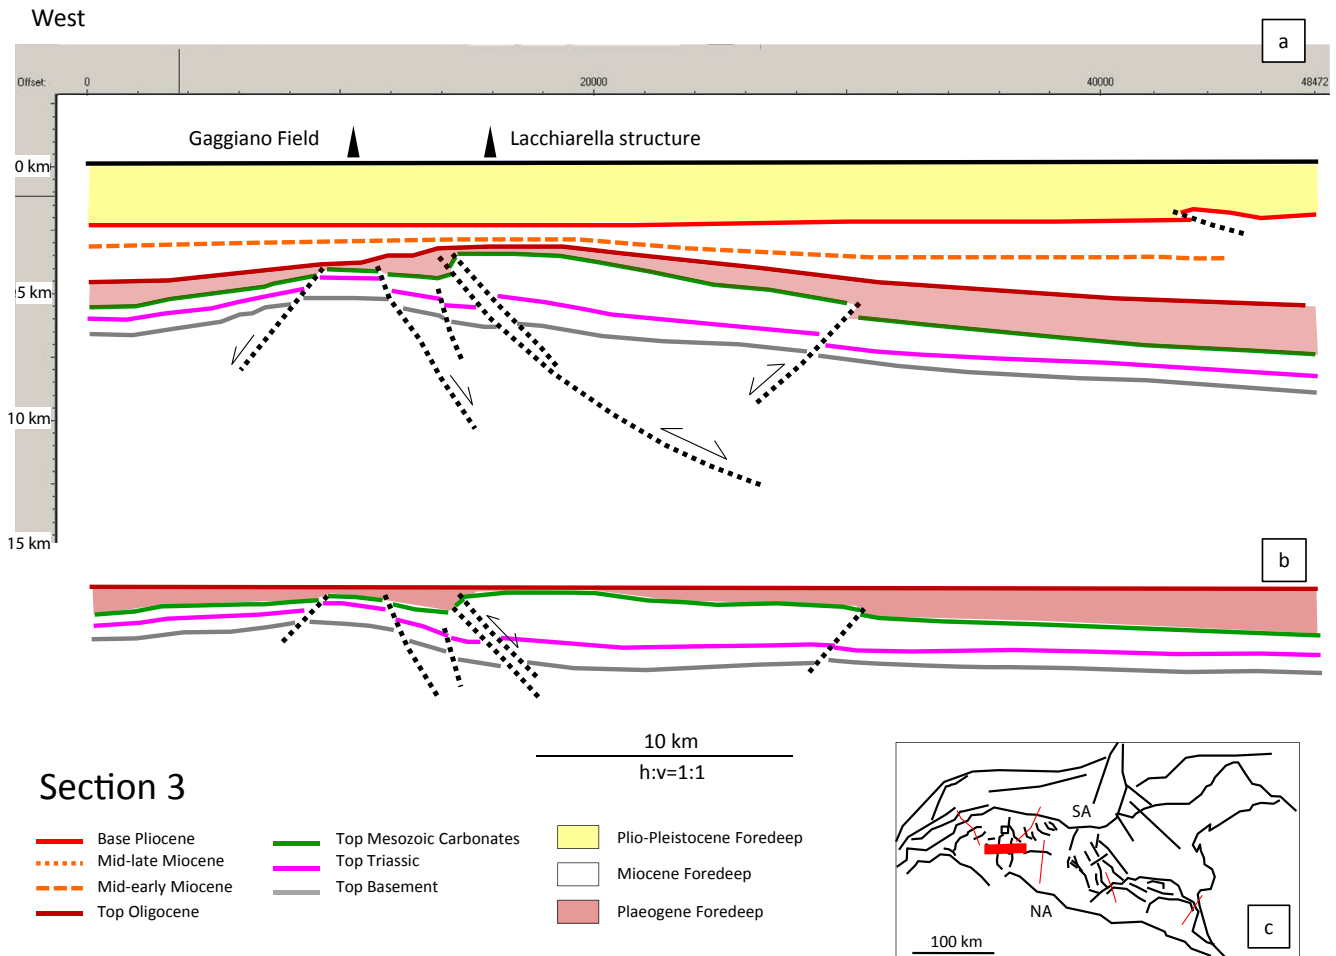 West
a
Offset: 0 20000 40000 48472
Gaggiano Field
Lacchiarella structure
0 km
5 km
10 km
15 km
b
10 km
h:v=1:1
Section 3
Base Pliocene
Mid-late Miocene
Mid-early Miocene
Top Oligocene
Top Mesozoic Carbonates
Top Triassic
Top Basement
Plio-Pleistocene Foredeep
Miocene Foredeep
Plaeogene Foredeep
SA
NA
100 km
c